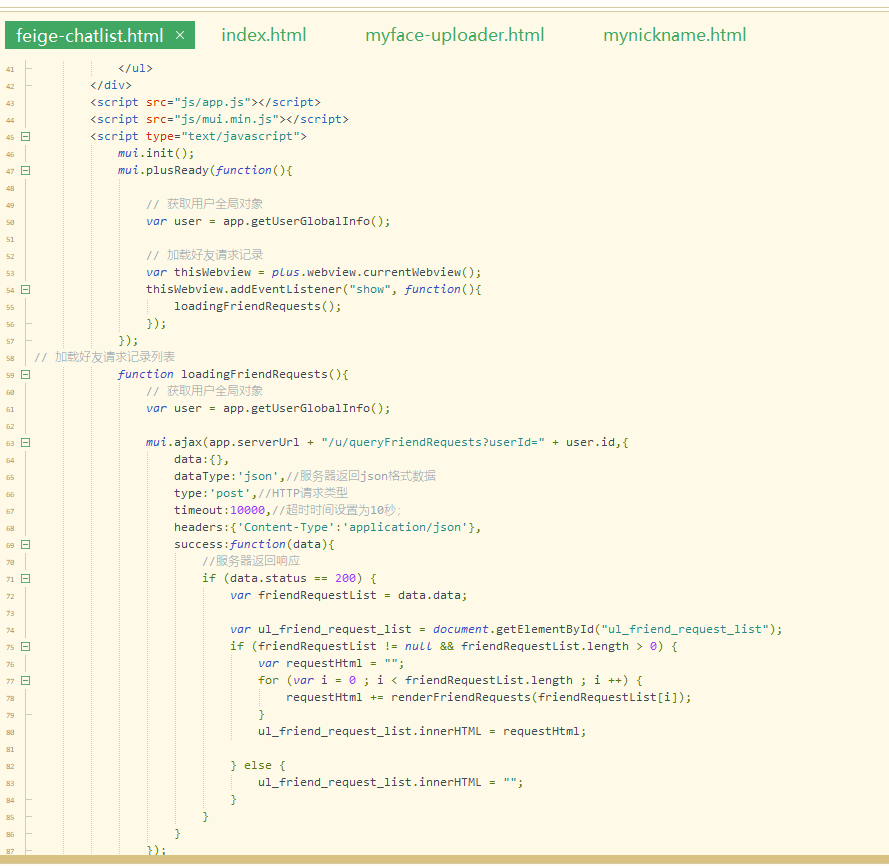 feige-chatlist.html × index.html myface-uploader.html mynickname.html
41 </ul>
42 </div>
43 <script src="js/app.js"></script>
44 <script src="js/mui.min.js"></script>
45 <script type="text/javascript">
46 mui.init();
47 mui.plusReady(function(){
48
49 // 获取用户全局对象
50 var user = app.getUserGlobalInfo();
51
52 // 加载好友请求记录
53 var thisWebview = plus.webview.currentWebview();
54 thisWebview.addEventListener("show", function(){
55 loadingFriendRequests();
56 });
57 });
58 // 加载好友请求记录列表
59 function loadingFriendRequests(){
60 // 获取用户全局对象
61 var user = app.getUserGlobalInfo();
62
63 mui.ajax(app.serverUrl + "/u/queryFriendRequests?userId=" + user.id,{
64 data:{},
65 dataType:'json',//服务器返回json格式数据
66 type:'post',//HTTP请求类型
67 timeout:10000,//超时时间设置为10秒;
68 headers:{'Content-Type':'application/json'},
69 success:function(data){
70 //服务器返回响应
71 if (data.status == 200) {
72 var friendRequestList = data.data;
73
74 var ul_friend_request_list = document.getElementById("ul_friend_request_list");
75 if (friendRequestList != null && friendRequestList.length > 0) {
76 var requestHtml = "";
77 for (var i = 0 ; i < friendRequestList.length ; i ++) {
78 requestHtml += renderFriendRequests(friendRequestList[i]);
79 }
80 ul_friend_request_list.innerHTML = requestHtml;
81
82 } else {
83 ul_friend_request_list.innerHTML = "";
84 }
85 }
86 }
87 });